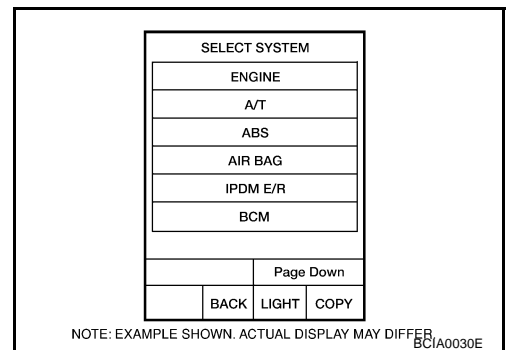 SELECT SYSTEM
ENGINE
A/T
ABS
AIR BAG
IPDM E/R
BCM
Page Down
BACK LIGHT COPY
NOTE: EXAMPLE SHOWN. ACTUAL DISPLAY MAY DIFFER.
BCIA0030E